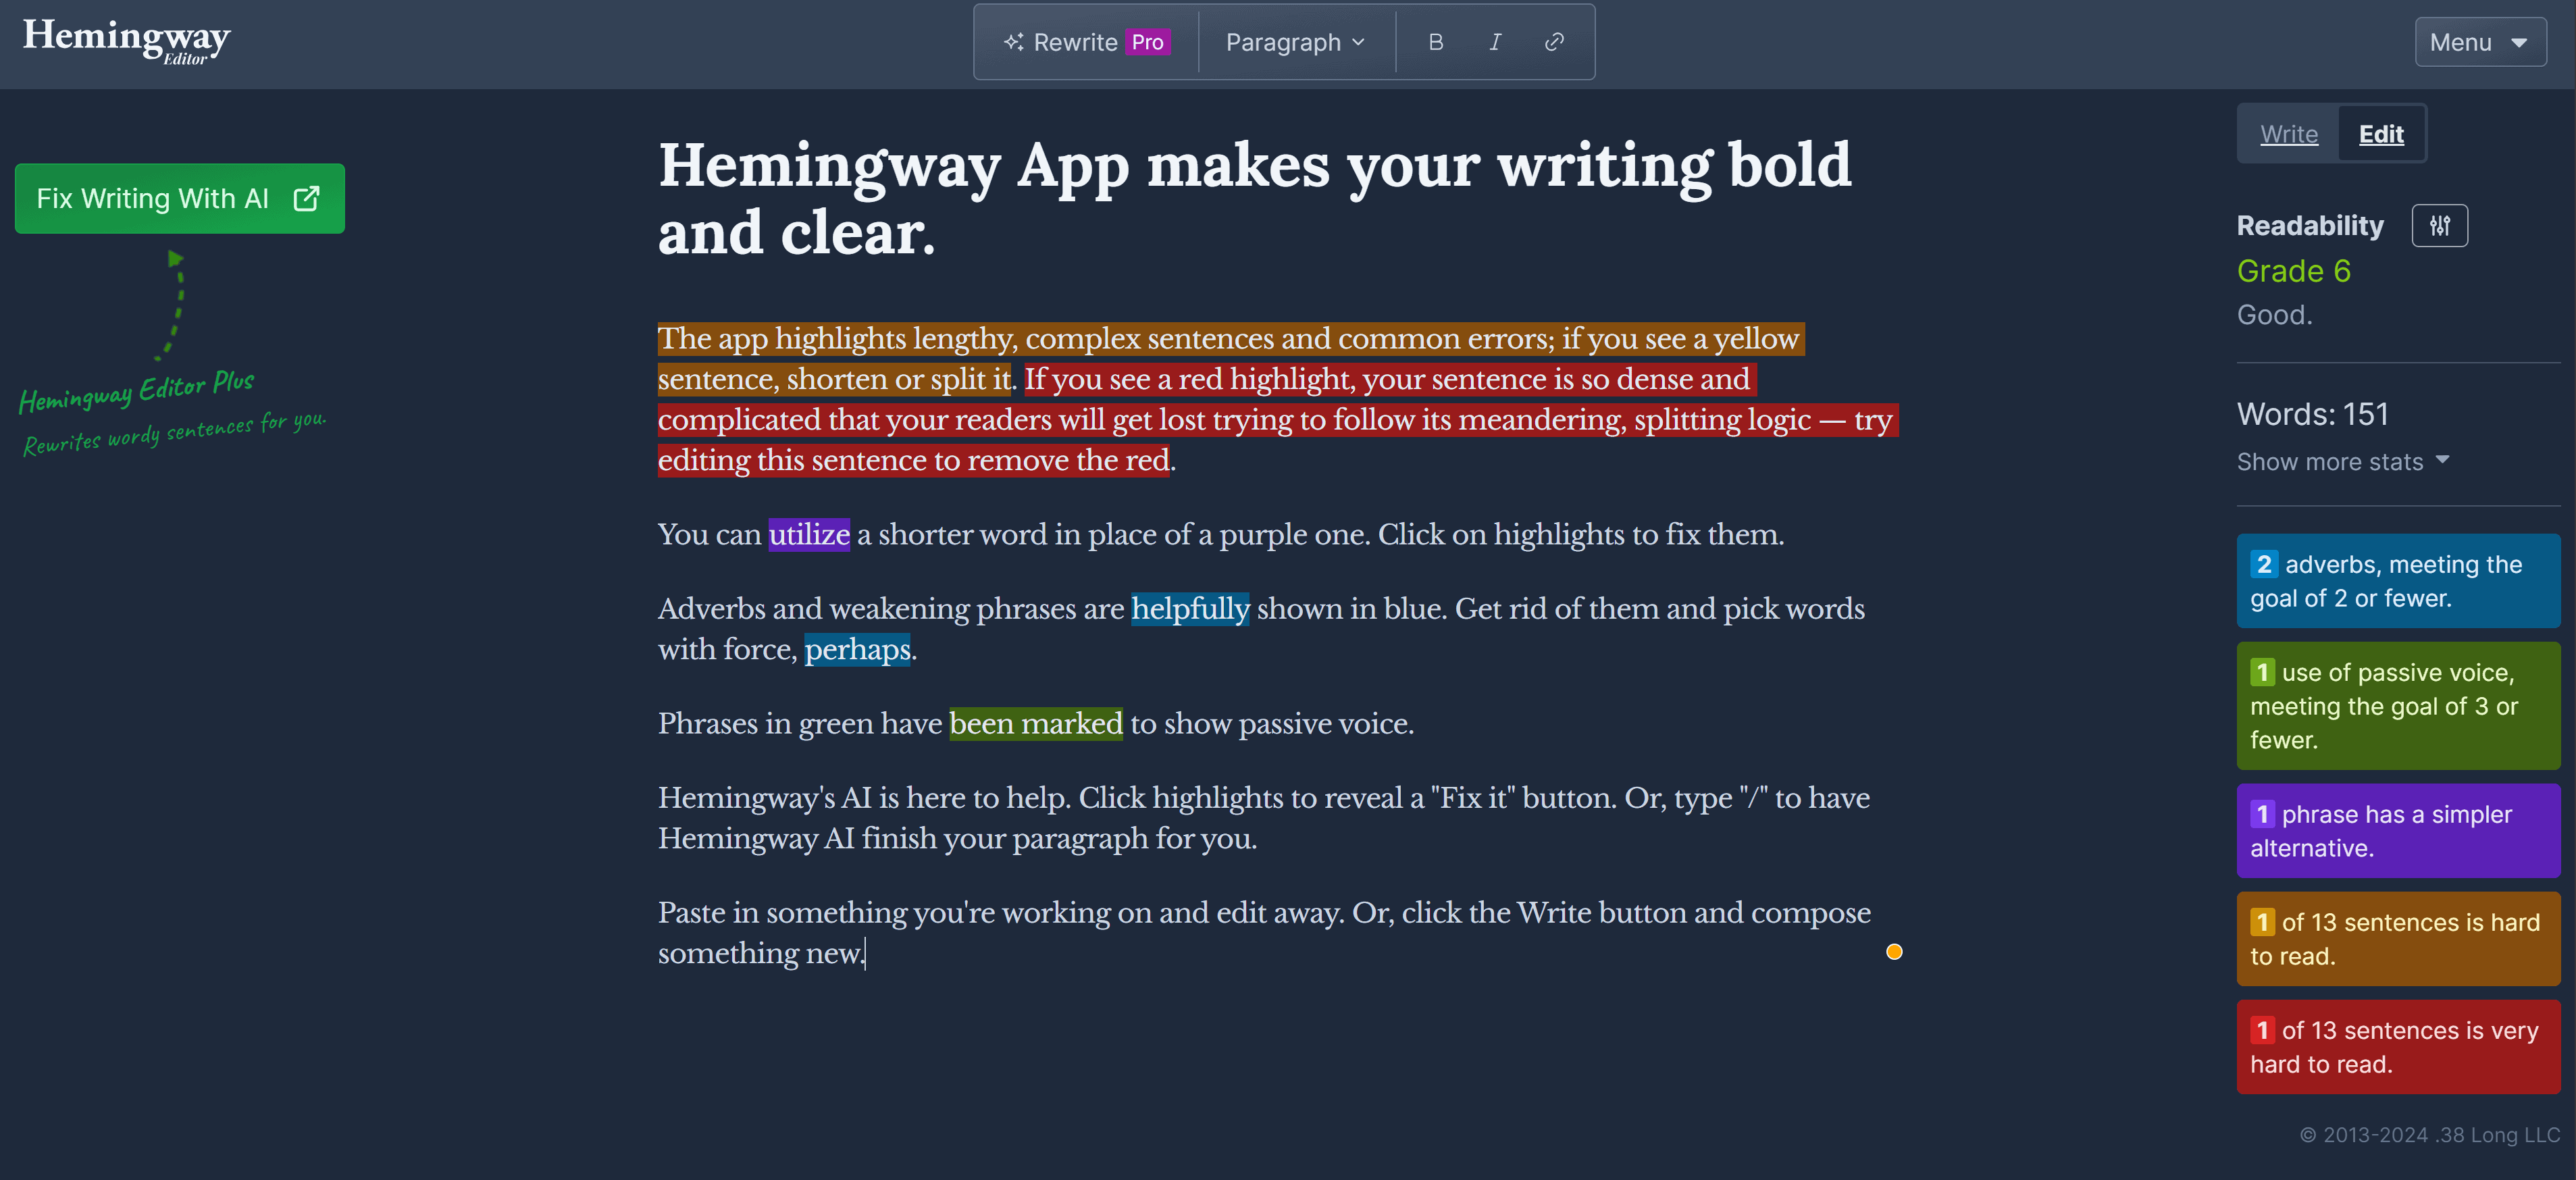 Hemingway
Editor
Rewrite Pro
Paragraph
B
I
Menu
Fix Writing With AI
Hemingway Editor Plus
Rewrites wordy sentences for you.
Hemingway App makes your writing bold
and clear.
The app highlights lengthy, complex sentences and common errors; if you see a yellow
sentence, shorten or split it. If you see a red highlight, your sentence is so dense and
complicated that your readers will get lost trying to follow its meandering, splitting logic — try
editing this sentence to remove the red.
You can utilize a shorter word in place of a purple one. Click on highlights to fix them.
Adverbs and weakening phrases are helpfully shown in blue. Get rid of them and pick words
with force, perhaps.
Phrases in green have been marked to show passive voice.
Hemingway's AI is here to help. Click highlights to reveal a "Fix it" button. Or, type "/" to have
Hemingway AI finish your paragraph for you.
Paste in something you're working on and edit away. Or, click the Write button and compose
something new.
Write
Edit
Readability
Grade 6
Good.
Words: 151
Show more stats
2 adverbs, meeting the
goal of 2 or fewer.
1 use of passive voice,
meeting the goal of 3 or
fewer.
1 phrase has a simpler
alternative.
1 of 13 sentences is hard
to read.
1 of 13 sentences is very
hard to read.
© 2013-2024 .38 Long LLC